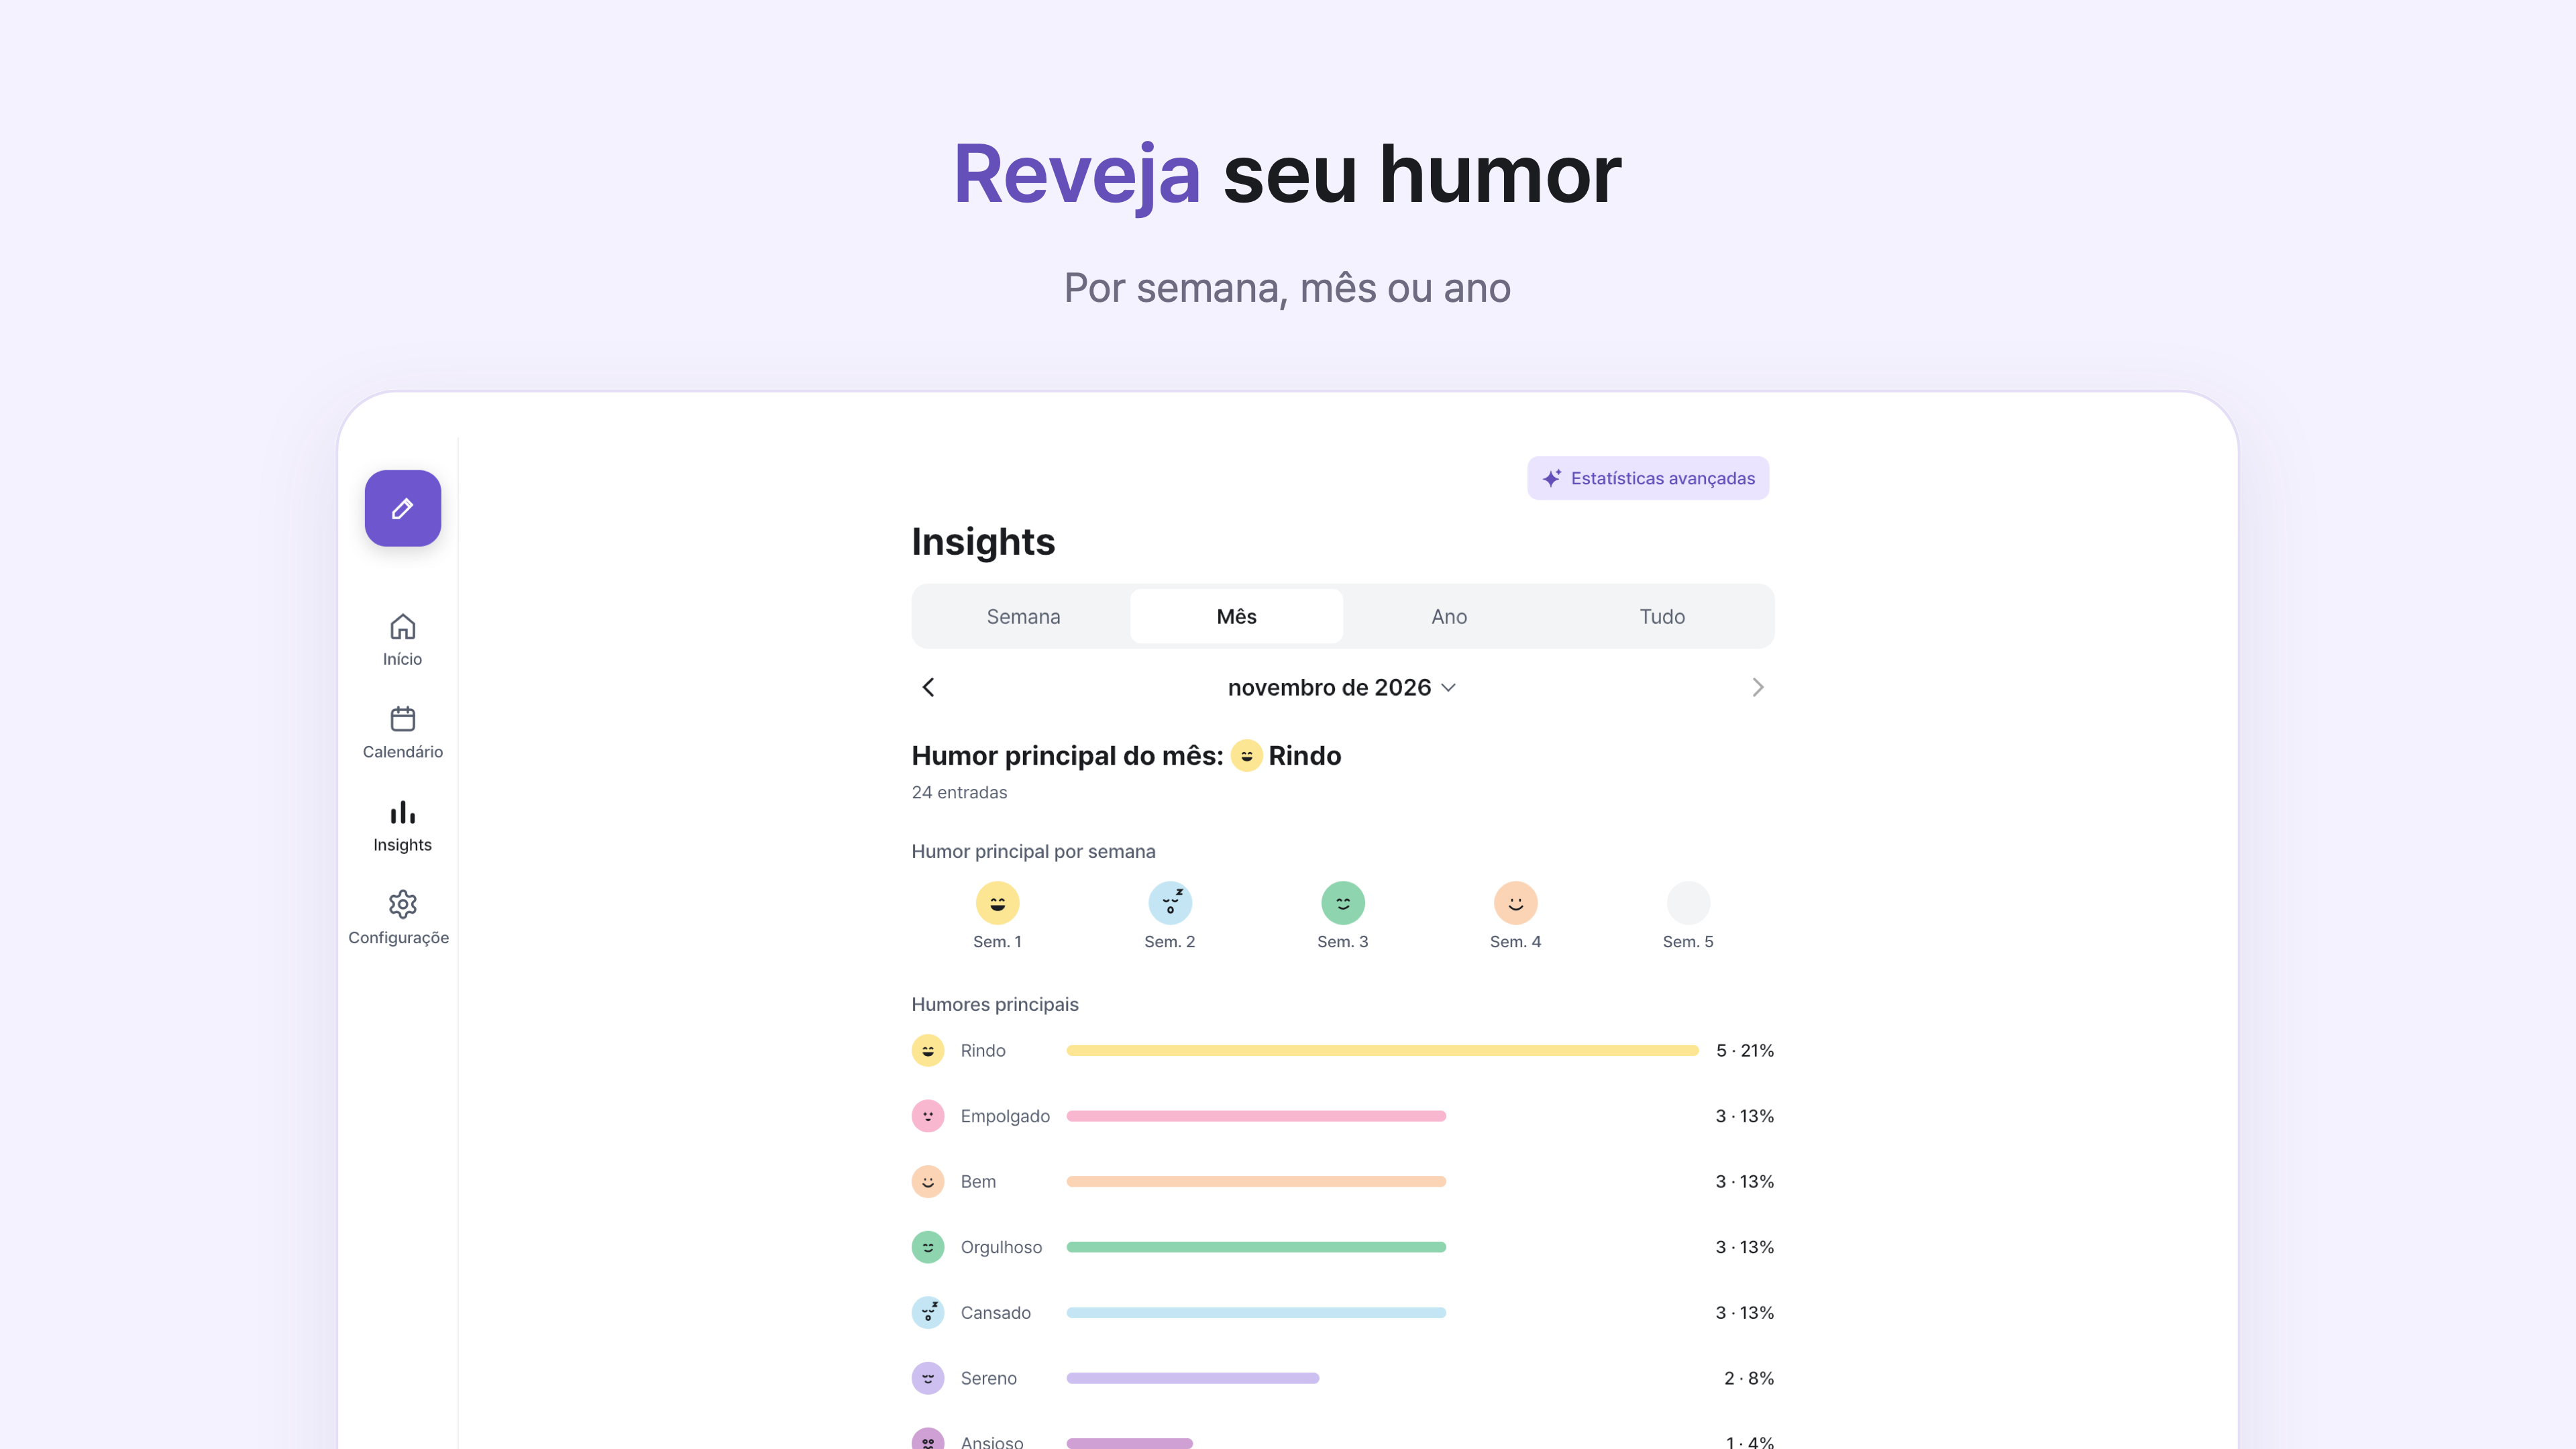 Reveja seu humor
Por semana, mês ou ano
Estatísticas avançadas
Insights
Semana
Mês
Ano
Tudo
novembro de 2026
Humor principal do mês: Rindo
24 entradas
Humor principal por semana
Sem. 1
Sem. 2
Sem. 3
Sem. 4
Sem. 5
Humores principais
Rindo 5 · 21%
Empolgado 3 · 13%
Bem 3 · 13%
Orgulhoso 3 · 13%
Cansado 3 · 13%
Sereno 2 · 8%
Ansioso 1 · 4%
Início
Calendário
Insights
Configuraçõe